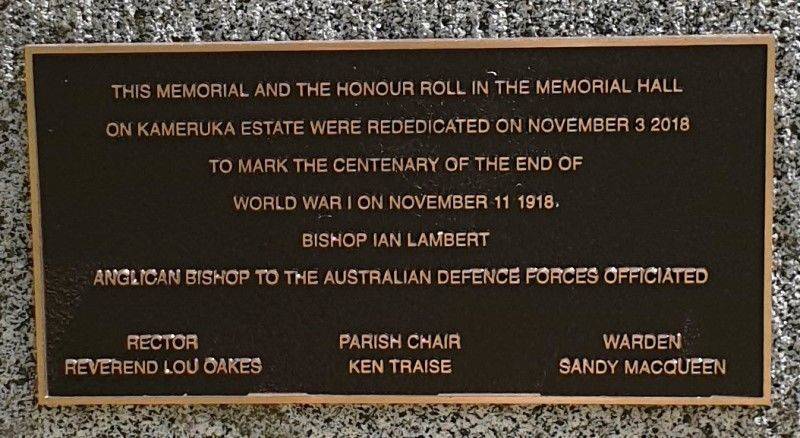 THIS MEMORIAL AND THE HONOUR ROLL IN THE MEMORIAL HALL
ON KAMERUKA ESTATE WERE REDEDICATED ON NOVEMBER 3 2018
TO MARK THE CENTENARY OF THE END OF
WORLD WAR I ON NOVEMBER 11 1918.
BISHOP IAN LAMBERT
ANGLICAN BISHOP TO THE AUSTRALIAN DEFENCE FORCES OFFICIATED
RECTOR PARISH CHAIR WARDEN
REVEREND LOU OAKES KEN TRAISE SANDY MACQUEEN